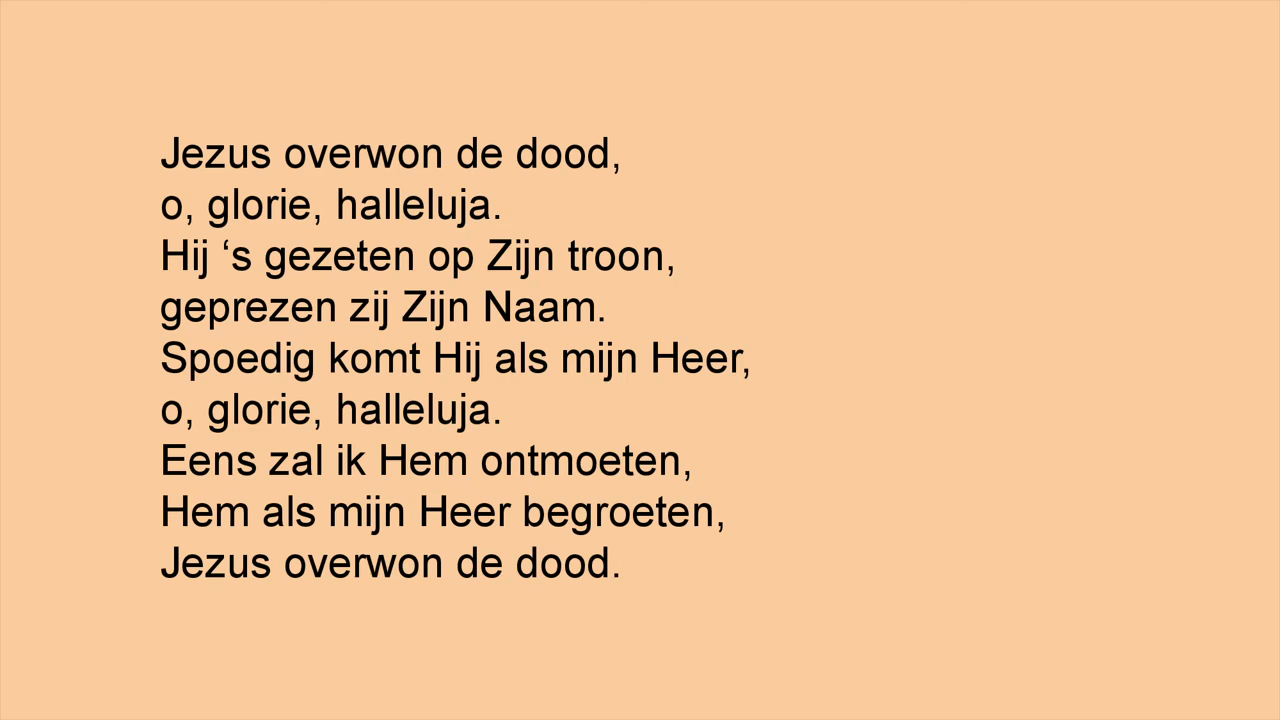 Jezus overwon de dood,
o, glorie, halleluja.
Hij ‘s gezeten op Zijn troon,
geprezen zij Zijn Naam.
Spoedig komt Hij als mijn Heer,
o, glorie, halleluja.
Eens zal ik Hem ontmoeten,
Hem als mijn Heer begroeten,
Jezus overwon de dood.